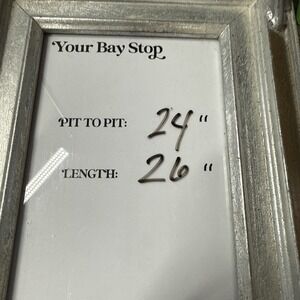 Your Bay Stop
PIT TO PIT: 24"
LENGTH: 26"